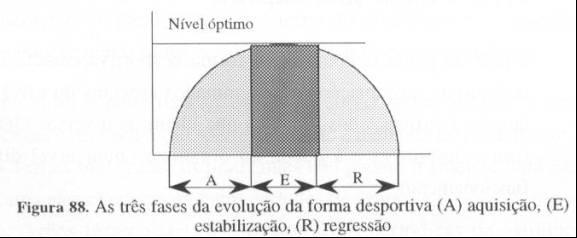 Nível óptimo
A E R
Figura 88. As três fases da evolução da forma desportiva (A) aquisição, (E)
estabilização, (R) regressão